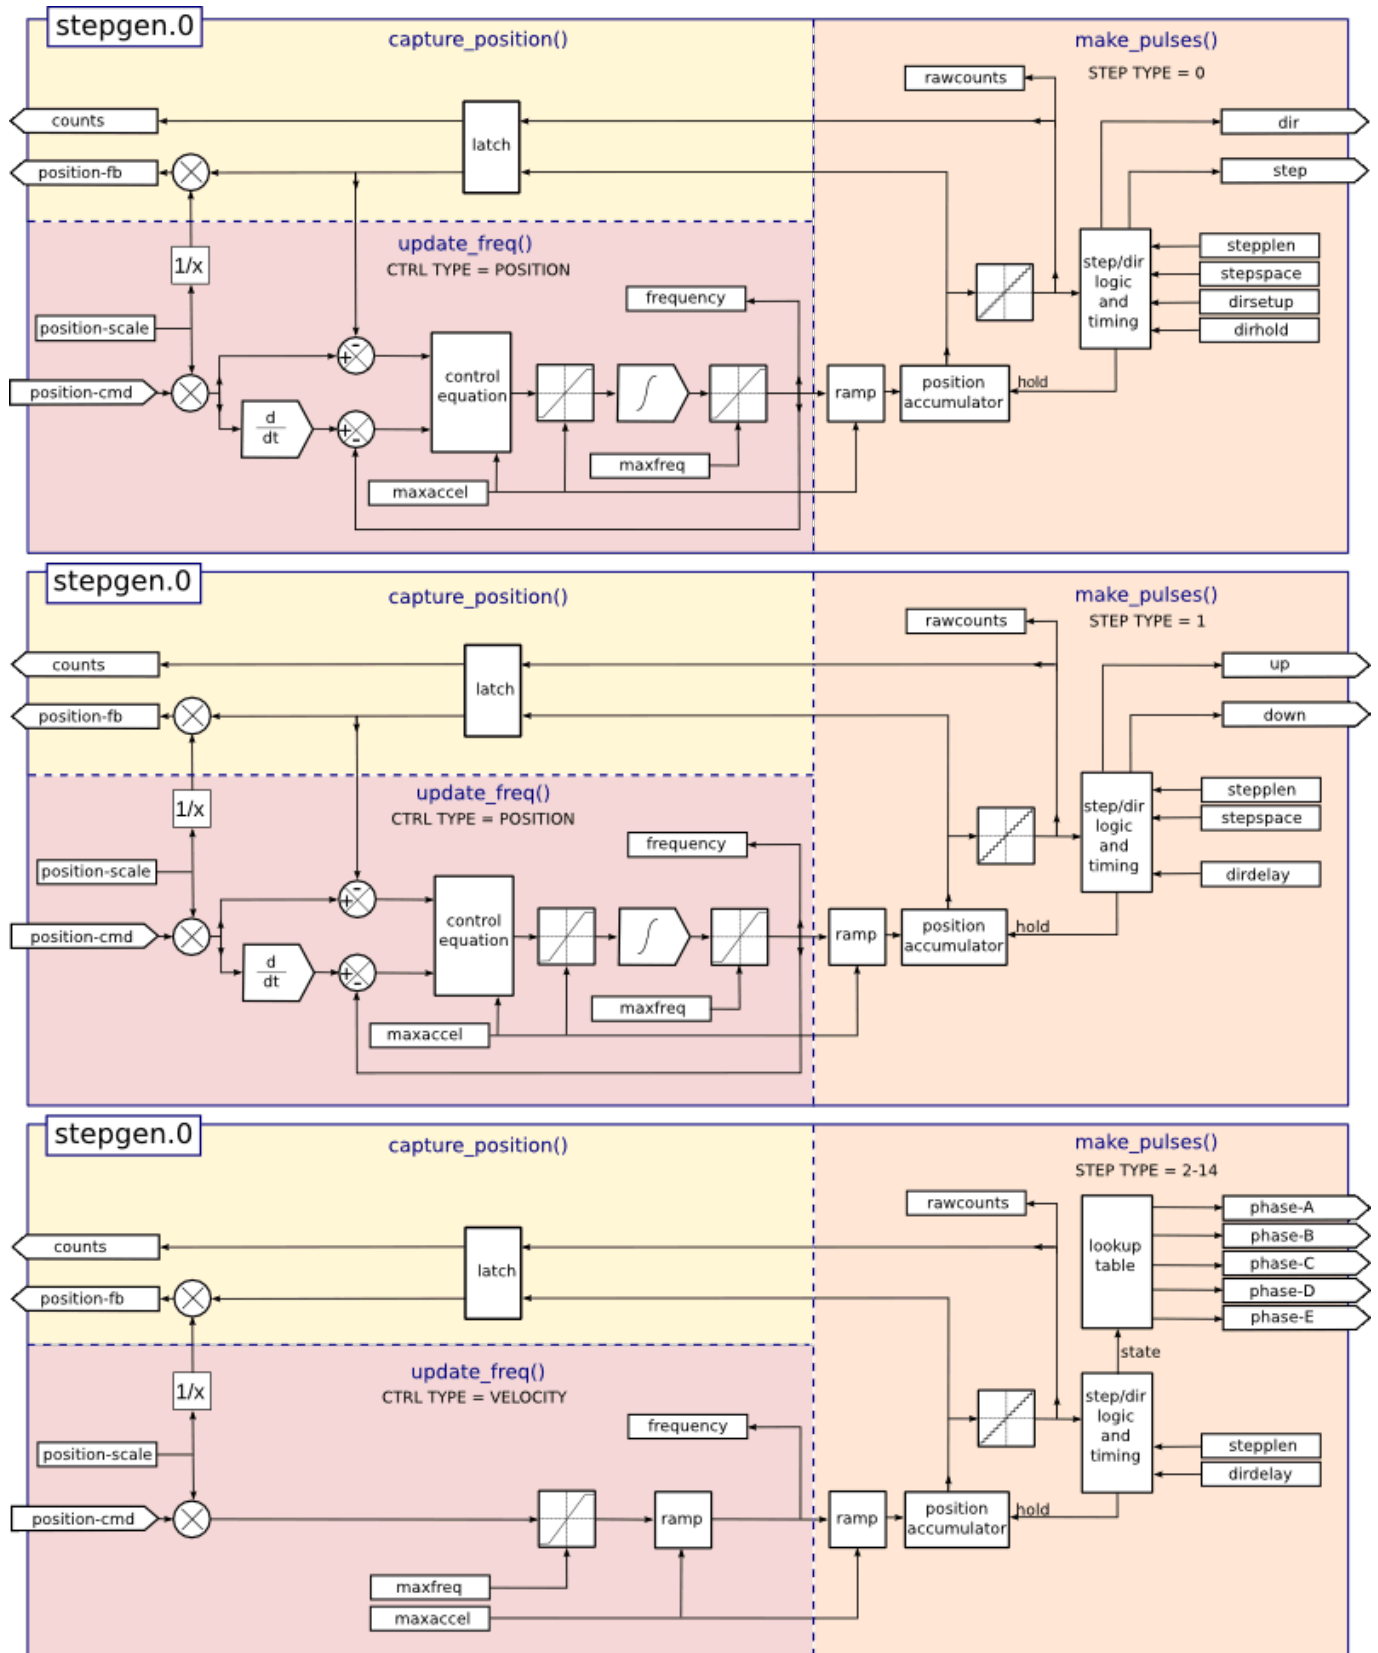 stepgen.0
capture_position()
make_pulses()
STEP TYPE = 0
rawcounts
counts
dir
latch
position-fb
step
update_freq()
CTRL TYPE = POSITION
1/x
stepplen
step/dir
logic
and
timing
stepspace
frequency
dirsetup
position-scale
dirhold
control
equation
position-cmd
ramp
position
accumulator
hold
d
dt
maxfreq
maxaccel
stepgen.0
capture_position()
make_pulses()
STEP TYPE = 1
rawcounts
counts
up
latch
position-fb
down
update_freq()
CTRL TYPE = POSITION
1/x
stepplen
step/dir
logic
and
timing
stepspace
frequency
position-scale
dirdelay
control
equation
position-cmd
ramp
position
accumulator
hold
d
dt
maxfreq
maxaccel
stepgen.0
capture_position()
make_pulses()
STEP TYPE = 2-14
rawcounts
phase-A
phase-B
counts
lookup
table
phase-C
latch
position-fb
phase-D
phase-E
state
update_freq()
CTRL TYPE = VELOCITY
1/x
step/dir
logic
and
timing
frequency
position-scale
stepplen
dirdelay
position-cmd
ramp
ramp
position
accumulator
hold
maxfreq
maxaccel